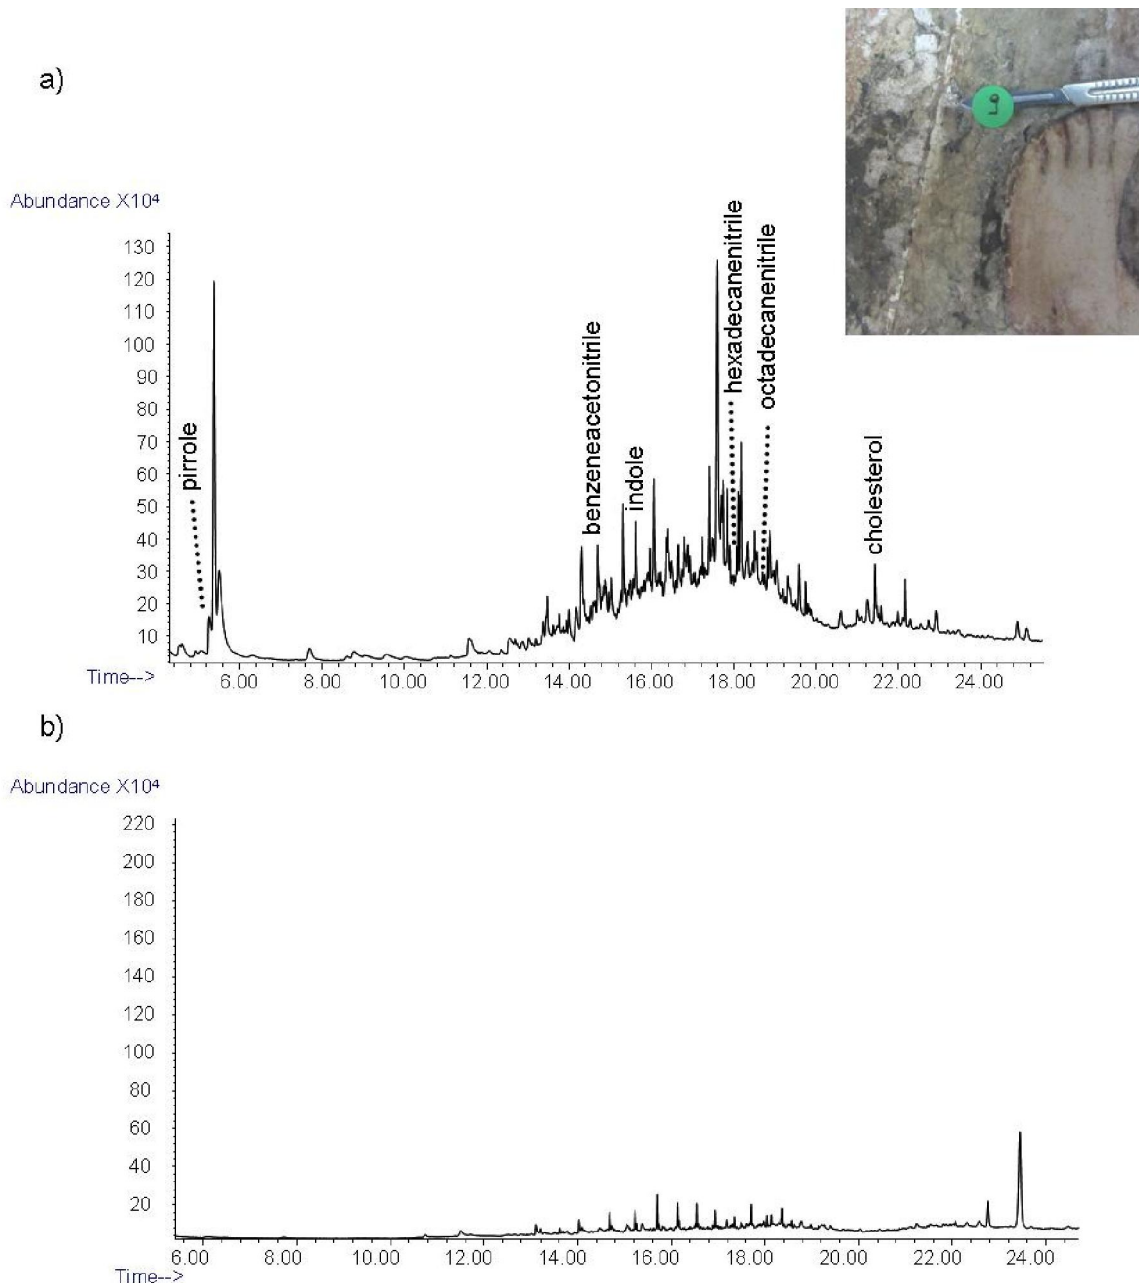 a)
Abundance X10⁴
130
120
110
100
90
80
70
60
50
40
30
20
10
pirrole
benzeneacetonitrile
indole
hexadecanenitrile
octadecanenitrile
cholesterol
Time-->
6.00 8.00 10.00 12.00 14.00 16.00 18.00 20.00 22.00 24.00
b)
Abundance X10⁴
220
200
180
160
140
120
100
80
60
40
20
6.00 8.00 10.00 12.00 14.00 16.00 18.00 20.00 22.00 24.00
Time-->